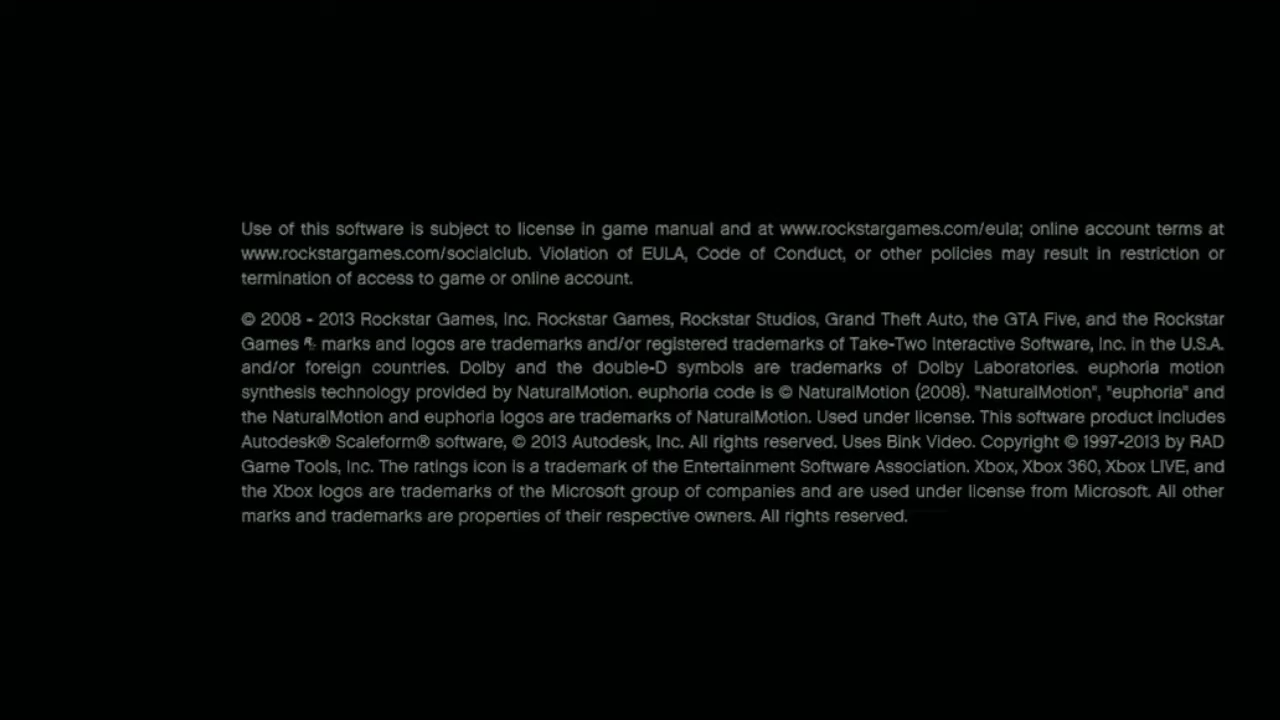 Use of this software is subject to license in game manual and at www.rockstargames.com/eula; online account terms at
www.rockstargames.com/socialclub. Violation of EULA, Code of Conduct, or other policies may result in restriction or
termination of access to game or online account.
© 2008 - 2013 Rockstar Games, Inc. Rockstar Games, Rockstar Studios, Grand Theft Auto, the GTA Five, and the Rockstar
Games R* marks and logos are trademarks and/or registered trademarks of Take-Two Interactive Software, Inc. in the U.S.A.
and/or foreign countries. Dolby and the double-D symbols are trademarks of Dolby Laboratories. euphoria motion
synthesis technology provided by NaturalMotion. euphoria code is © NaturalMotion (2008). "NaturalMotion", "euphoria" and
the NaturalMotion and euphoria logos are trademarks of NaturalMotion. Used under license. This software product includes
Autodesk® Scaleform® software, © 2013 Autodesk, Inc. All rights reserved. Uses Bink Video. Copyright © 1997-2013 by RAD
Game Tools, Inc. The ratings icon is a trademark of the Entertainment Software Association. Xbox, Xbox 360, Xbox LIVE, and
the Xbox logos are trademarks of the Microsoft group of companies and are used under license from Microsoft. All other
marks and trademarks are properties of their respective owners. All rights reserved.